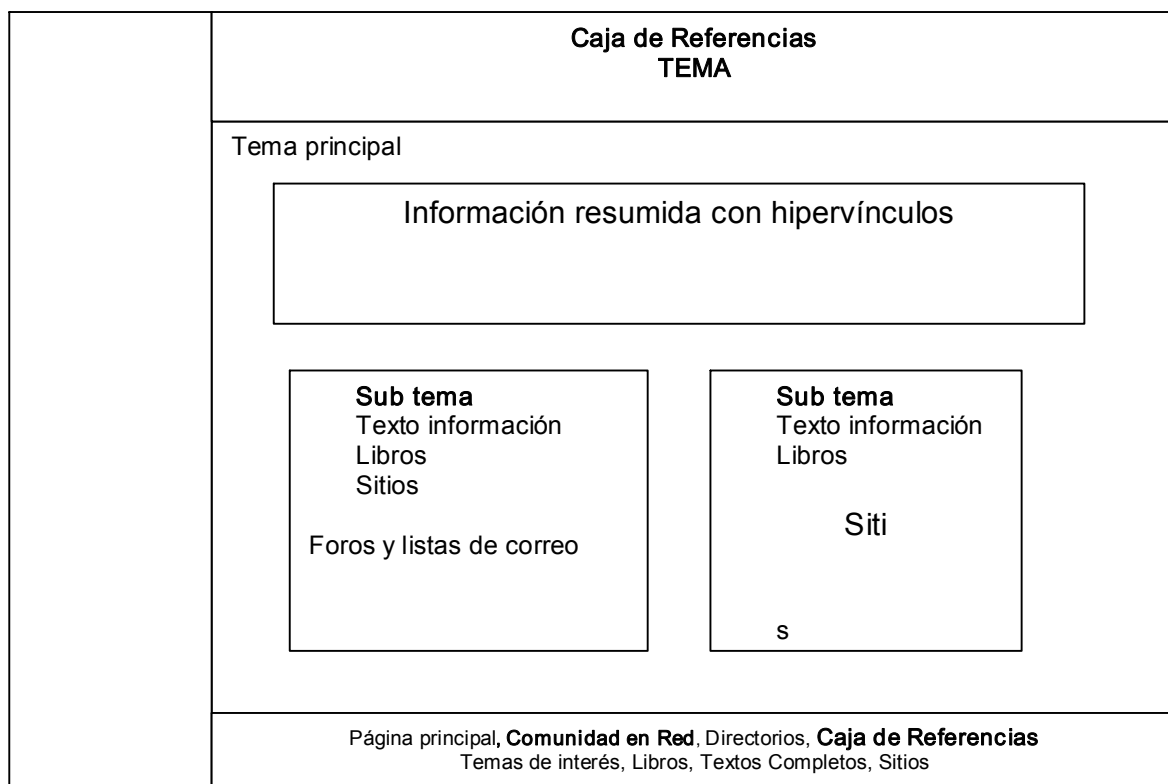 Caja de Referencias
TEMA
Tema principal
Información resumida con hipervínculos
Sub tema
Texto información
Libros
Sitios
Foros y listas de correo
Sub tema
Texto información
Libros
Siti
s
Página principal, Comunidad en Red, Directorios, Caja de Referencias
Temas de interés, Libros, Textos Completos, Sitios